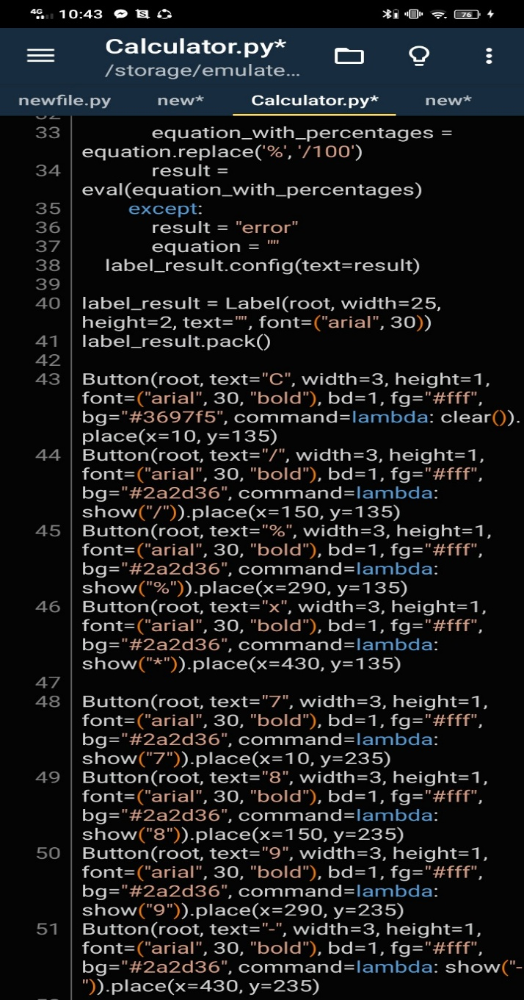 4G 10:43 76
Calculator.py*
/storage/emulate...
newfile.py new* Calculator.py* new*
32
33 equation_with_percentages =
equation.replace('%', '/100')
34 result =
eval(equation_with_percentages)
35 except:
36 result = "error"
37 equation = ""
38 label_result.config(text=result)
39
40 label_result = Label(root, width=25,
height=2, text="", font=("arial", 30))
41 label_result.pack()
42
43 Button(root, text="C", width=3, height=1,
font=("arial", 30, "bold"), bd=1, fg="#fff",
bg="#3697f5", command=lambda: clear()).
place(x=10, y=135)
44 Button(root, text="/", width=3, height=1,
font=("arial", 30, "bold"), bd=1, fg="#fff",
bg="#2a2d36", command=lambda:
show("/")).place(x=150, y=135)
45 Button(root, text="%", width=3, height=1,
font=("arial", 30, "bold"), bd=1, fg="#fff",
bg="#2a2d36", command=lambda:
show("%")).place(x=290, y=135)
46 Button(root, text="x", width=3, height=1,
font=("arial", 30, "bold"), bd=1, fg="#fff",
bg="#2a2d36", command=lambda:
show("*")).place(x=430, y=135)
47
48 Button(root, text="7", width=3, height=1,
font=("arial", 30, "bold"), bd=1, fg="#fff",
bg="#2a2d36", command=lambda:
show("7")).place(x=10, y=235)
49 Button(root, text="8", width=3, height=1,
font=("arial", 30, "bold"), bd=1, fg="#fff",
bg="#2a2d36", command=lambda:
show("8")).place(x=150, y=235)
50 Button(root, text="9", width=3, height=1,
font=("arial", 30, "bold"), bd=1, fg="#fff",
bg="#2a2d36", command=lambda:
show("9")).place(x=290, y=235)
51 Button(root, text="-", width=3, height=1,
font=("arial", 30, "bold"), bd=1, fg="#fff",
bg="#2a2d36", command=lambda: show("-
")).place(x=430, y=235)